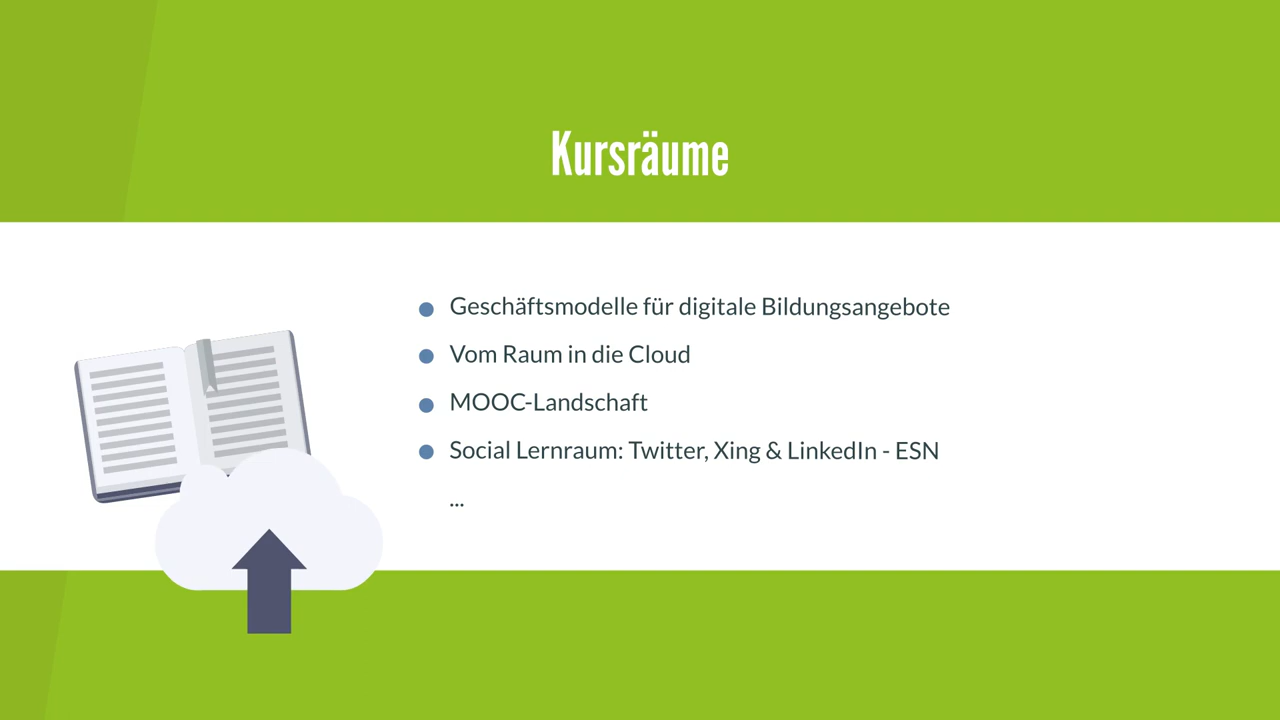 Kursräume
Geschäftsmodelle für digitale Bildungsangebote
Vom Raum in die Cloud
MOOC-Landschaft
Social Lernraum: Twitter, Xing & LinkedIn - ESN
...